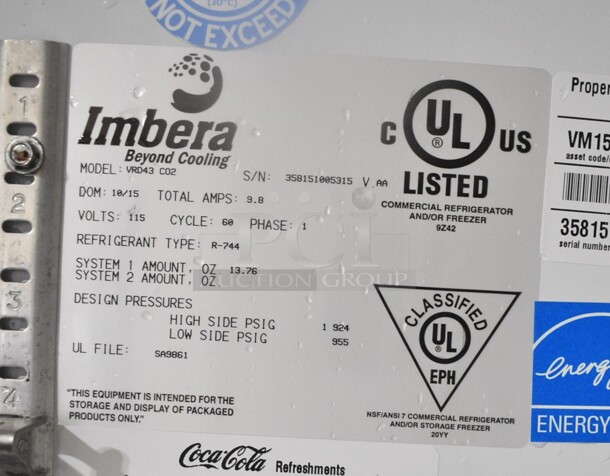 (30°C)
NOT EXCEED
Imbera
Beyond Cooling
MODEL: VRD43 CO2
S/N: 358151005315 V AA
DOM: 10/15 TOTAL AMPS: 9.8
VOLTS: 115 CYCLE: 60 PHASE: 1
REFRIGERANT TYPE: R-744
SYSTEM 1 AMOUNT, OZ 13.76
SYSTEM 2 AMOUNT, OZ
DESIGN PRESSURES
HIGH SIDE PSIG 1 924
LOW SIDE PSIG 955
UL FILE: SA9861
"THIS EQUIPMENT IS INTENDED FOR THE
STORAGE AND DISPLAY OF PACKAGED
PRODUCTS ONLY."
C UL US
®
LISTED
COMMERCIAL REFRIGERATOR
AND/OR FREEZER
9Z42
CLASSIFIED
UL
®
EPH
NSF/ANSI 7 COMMERCIAL REFRIGERATOR
AND/OR STORAGE FREEZER
20YY
PCI
AUCTION GROUP
Coca-Cola Refreshments
Proper
VM15
asset code/
35815
serial number
energy
ENERGY
1
2
3
4